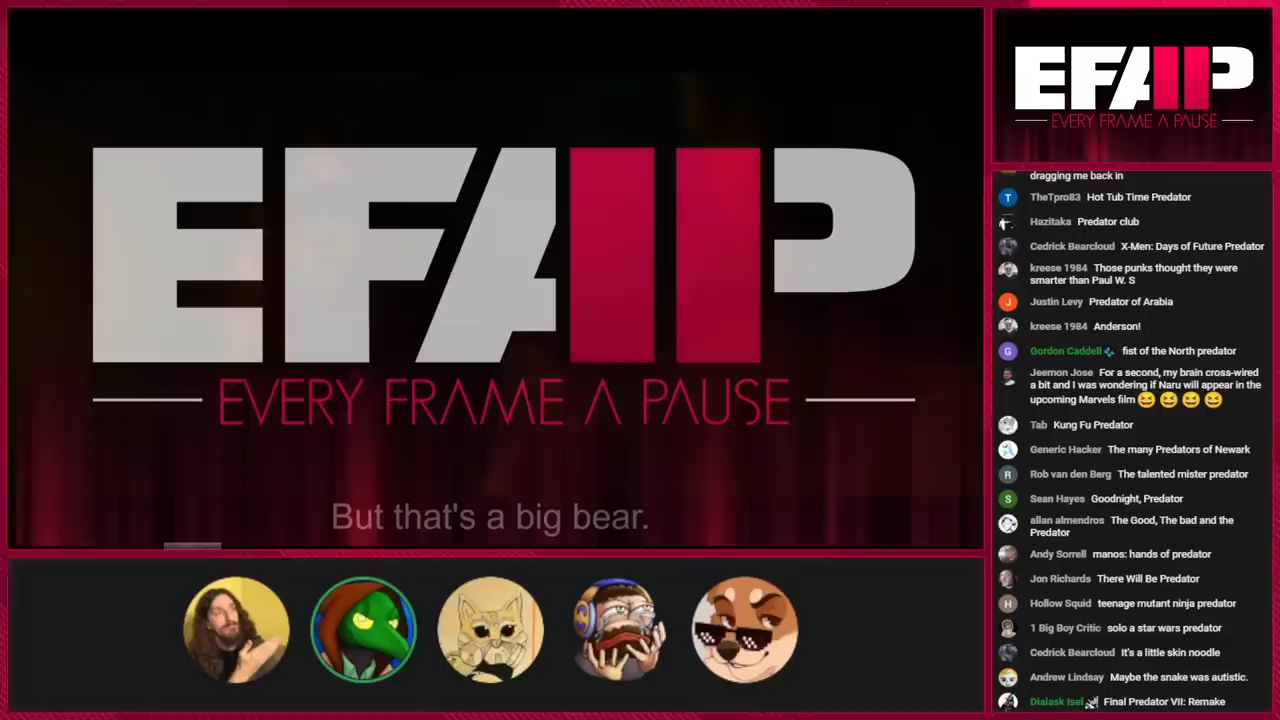 EFAP
EVERY FRAME A PAUSE
But that's a big bear.
EFAP
EVERY FRAME A PAUSE
dragging me back in
TheTpro83 Hot Tub Time Predator
Hazitaka Predator club
Cedrick Bearcloud X-Men: Days of Future Predator
kreese 1984 Those punks thought they were
smarter than Paul W. S
Justin Levy Predator of Arabia
kreese 1984 Anderson!
Gordon Caddell fist of the North predator
Jeemon Jose For a second, my brain cross-wired
a bit and I was wondering if Naru will appear in the
upcoming Marvels film
Tab Kung Fu Predator
Generic Hacker The many Predators of Newark
Rob van den Berg The talented mister predator
Sean Hayes Goodnight, Predator
allan almendros The Good, The bad and the
Predator
Andy Sorrell manos: hands of predator
Jon Richards There Will Be Predator
Hollow Squid teenage mutant ninja predator
1 Big Boy Critic solo a star wars predator
Cedrick Bearcloud It's a little skin noodle
Andrew Lindsay Maybe the snake was autistic.
Dialask Isel Final Predator VII: Remake